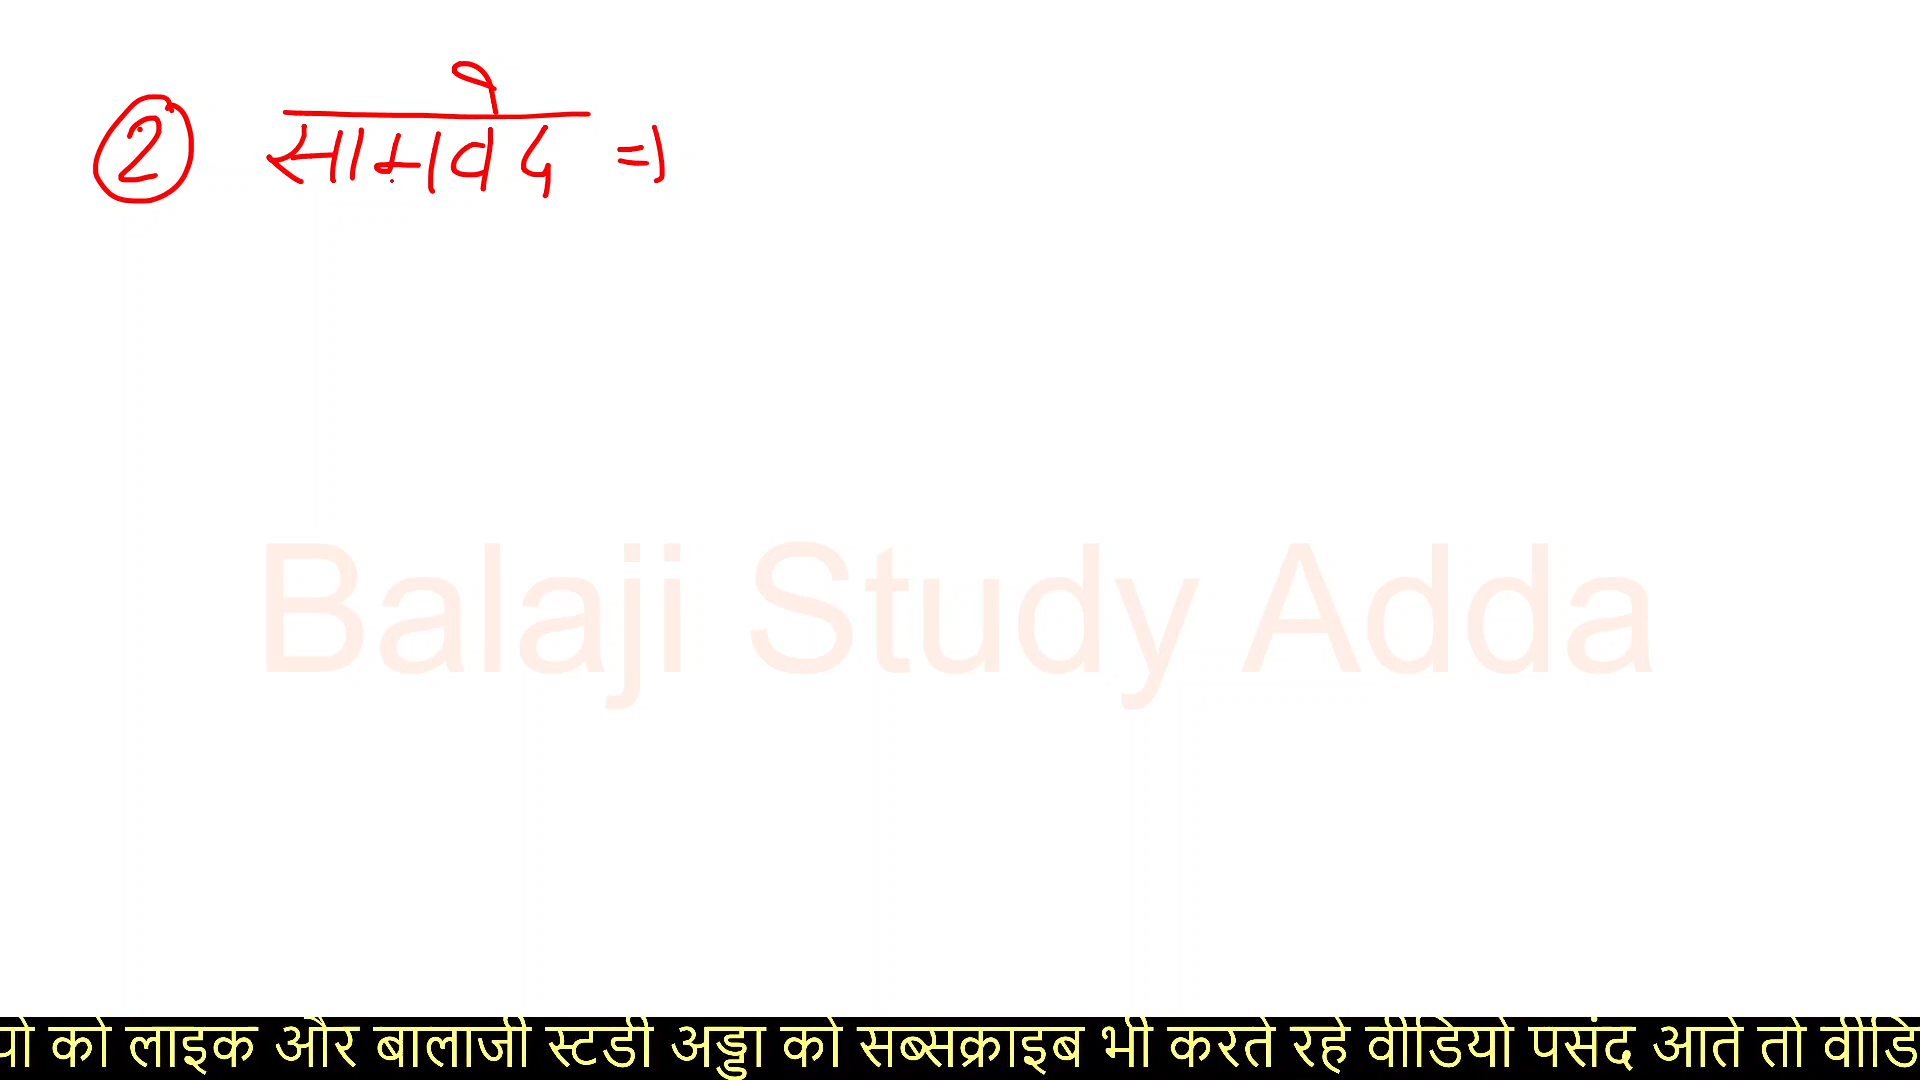 ② सामवेद =)
Balaji Study Adda
यो को लाइक और बालाजी स्टडी अड्डा को सब्सक्राइब भी करते रहे वीडियो पसंद आते तो वीडि